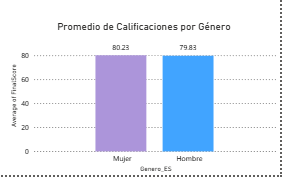 Promedio de Calificaciones por Género
80.23
79.83
80
60
40
20
0
Average of FinalScore
Mujer
Hombre
Genero_ES